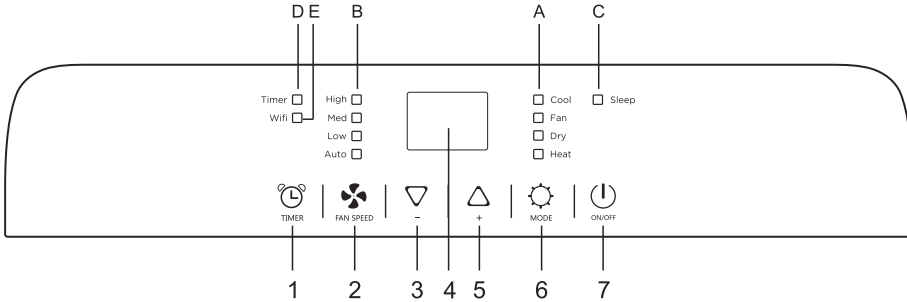 D E B A C
Timer High Cool Sleep
Wifi Med Fan
Low Dry
Auto Heat
TIMER FAN SPEED - + MODE ON/OFF
1 2 3 4 5 6 7